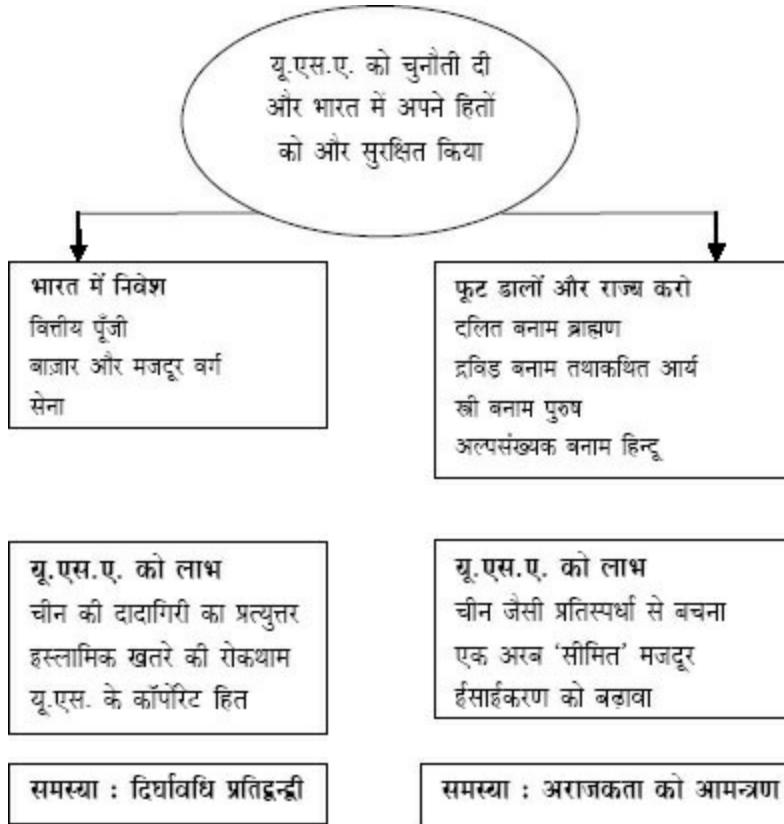 यू.एस.ए. को चुनौती दी
और भारत में अपने हितों
को और सुरक्षित किया
भारत में निवेश
वित्तीय पूँजी
बाज़ार और मजदूर वर्ग
सेना
फूट डालों और राज्य करो
दलित बनाम ब्राह्मण
द्रविड बनाम तथाकथित आर्य
स्त्री बनाम पुरुष
अल्पसंख्यक बनाम हिन्दू
यू.एस.ए. को लाभ
चीन की दादागिरी का प्रत्युत्तर
इस्लामिक खतरे की रोकथाम
यू.एस. के कॉर्पोरेट हित
यू.एस.ए. को लाभ
चीन जैसी प्रतिस्पर्धा से बचना
एक अरब ‘सीमित’ मजदूर
ईसाईकरण को बढ़ावा
समस्या : दिर्घावधि प्रतिद्वन्द्वी
समस्या : अराजकता को आमन्त्रण